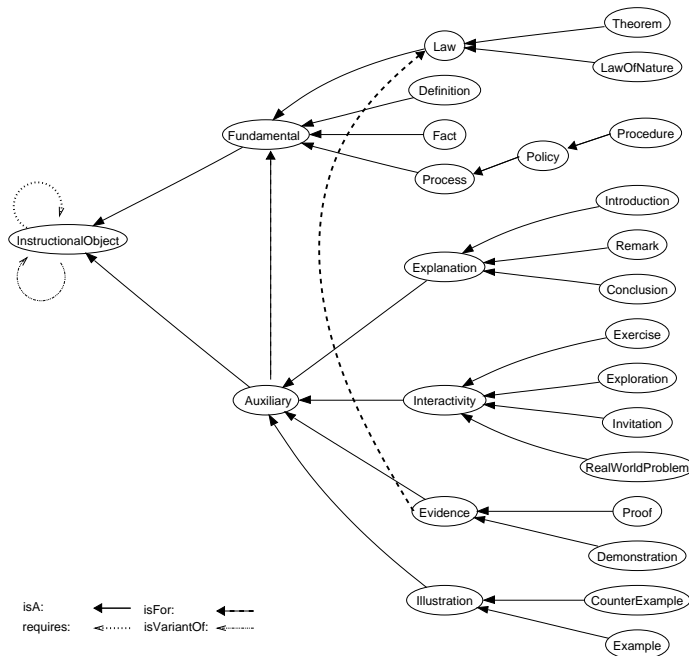 Theorem
Law
LawOfNature
Definition
Fundamental
Fact
Procedure
Policy
Process
Introduction
InstructionalObject
Remark
Explanation
Conclusion
Exercise
Exploration
Auxiliary
Interactivity
Invitation
RealWorldProblem
Evidence
Proof
Demonstration
Illustration
CounterExample
Example
isA:
isFor:
requires:
isVariantOf: